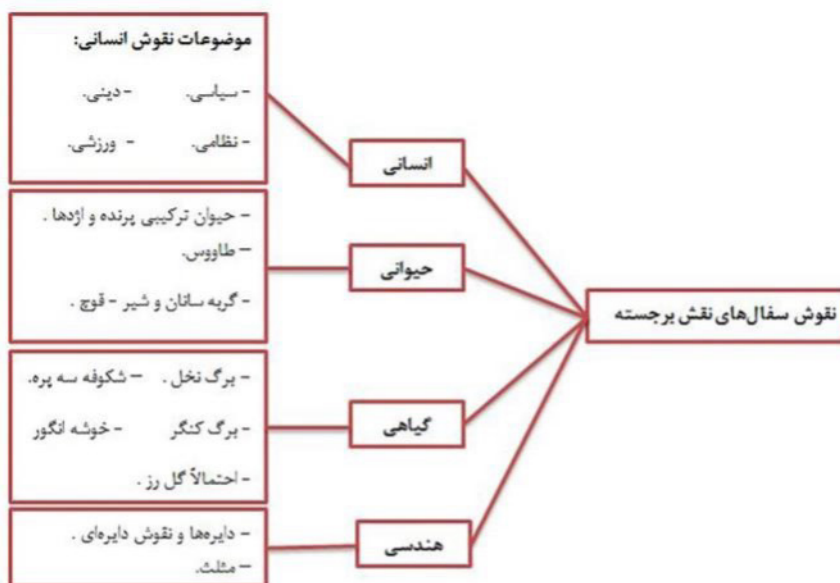 نقوش سفال‌های نقش برجسته
انسانی
موضوعات نقوش انسانی:
- سیاسی. - دینی.
- نظامی. - ورزشی.
حیوانی
- حیوان ترکیبی پرنده و اژدها .
– طاووس.
- گربه سانان و شیر - قوچ .
گیاهی
- برگ نخل . – شکوفه سه پره.
- برگ کنگر - خوشه انگور
- احتمالاً گل رز .
هندسی
- دایره‌ها و نقوش دایره‌ای .
– مثلث.